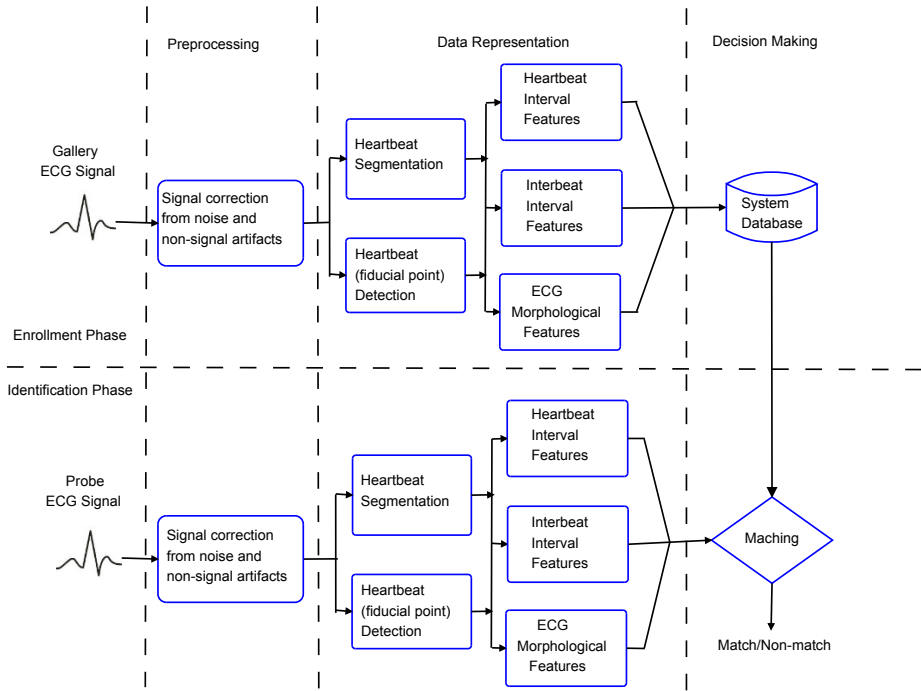 Preprocessing
Data Representation
Decision Making
Gallery
ECG Signal
Signal correction
from noise and
non-signal artifacts
Heartbeat
Segmentation
Heartbeat
(fiducial point)
Detection
Heartbeat
Interval
Features
Interbeat
Interval
Features
ECG
Morphological
Features
System
Database
Enrollment Phase
Identification Phase
Probe
ECG Signal
Signal correction
from noise and
non-signal artifacts
Heartbeat
Segmentation
Heartbeat
(fiducial point)
Detection
Heartbeat
Interval
Features
Interbeat
Interval
Features
ECG
Morphological
Features
Maching
Match/Non-match